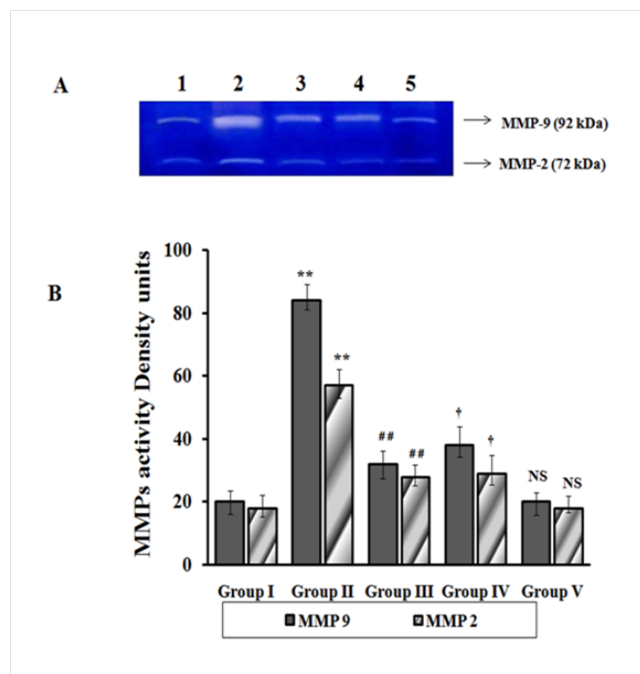 A
1 2 3 4 5
MMP-9 (92 kDa)
MMP-2 (72 kDa)
B
MMPs activity Density units
100
80
60
40
20
0
**
**
##
##
†
†
NS
NS
Group I Group II Group III Group IV Group V
MMP 9 MMP 2